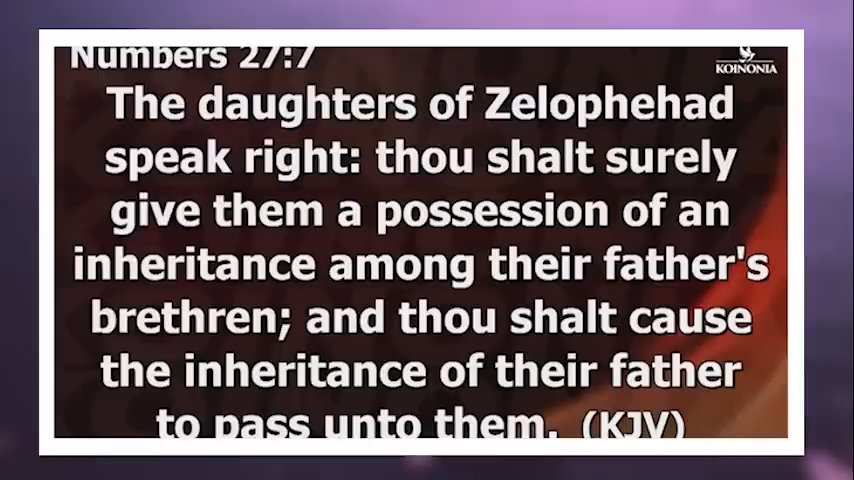 Numbers 27:7
KOINONIA
The daughters of Zelophehad
speak right: thou shalt surely
give them a possession of an
inheritance among their father's
brethren; and thou shalt cause
the inheritance of their father
to pass unto them. (KJV)